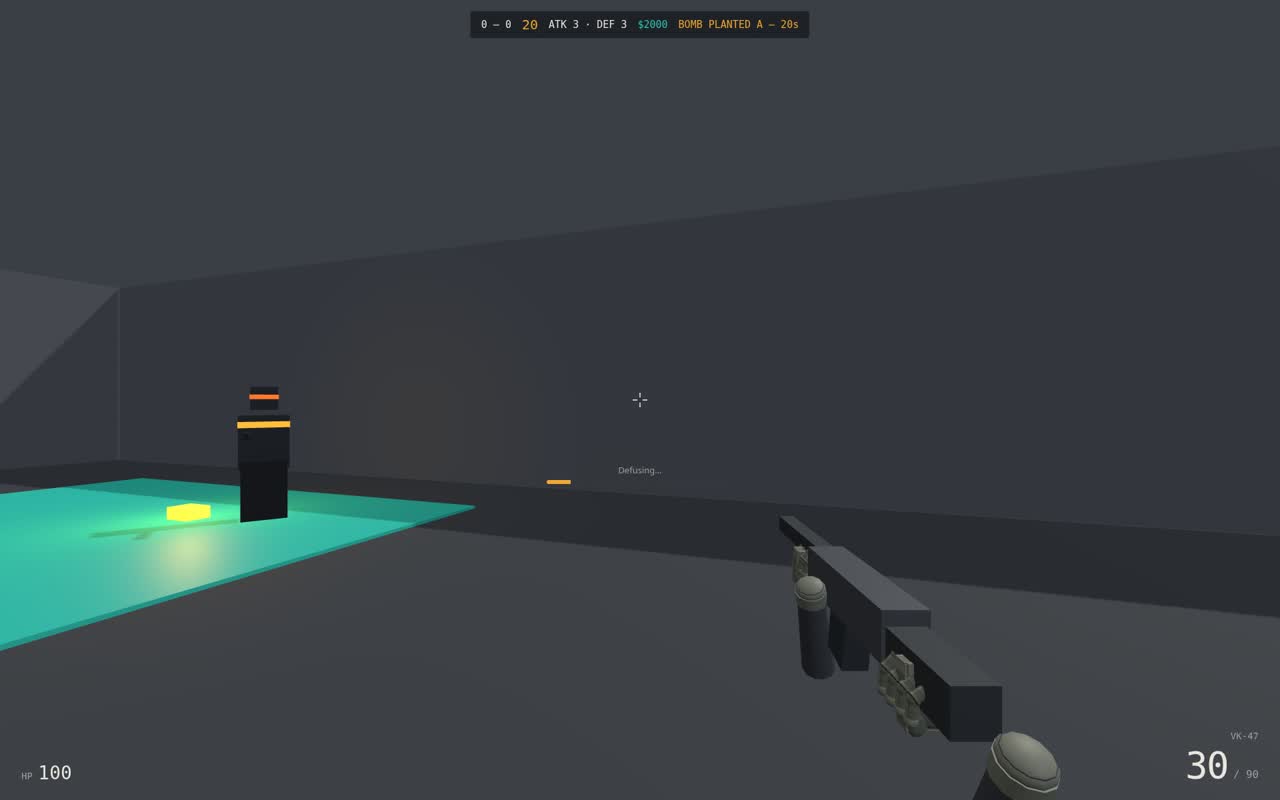 0 — 0 20 ATK 3 · DEF 3 $2000 BOMB PLANTED A — 20s
Defusing…
VK-47
HP 100
30 / 90